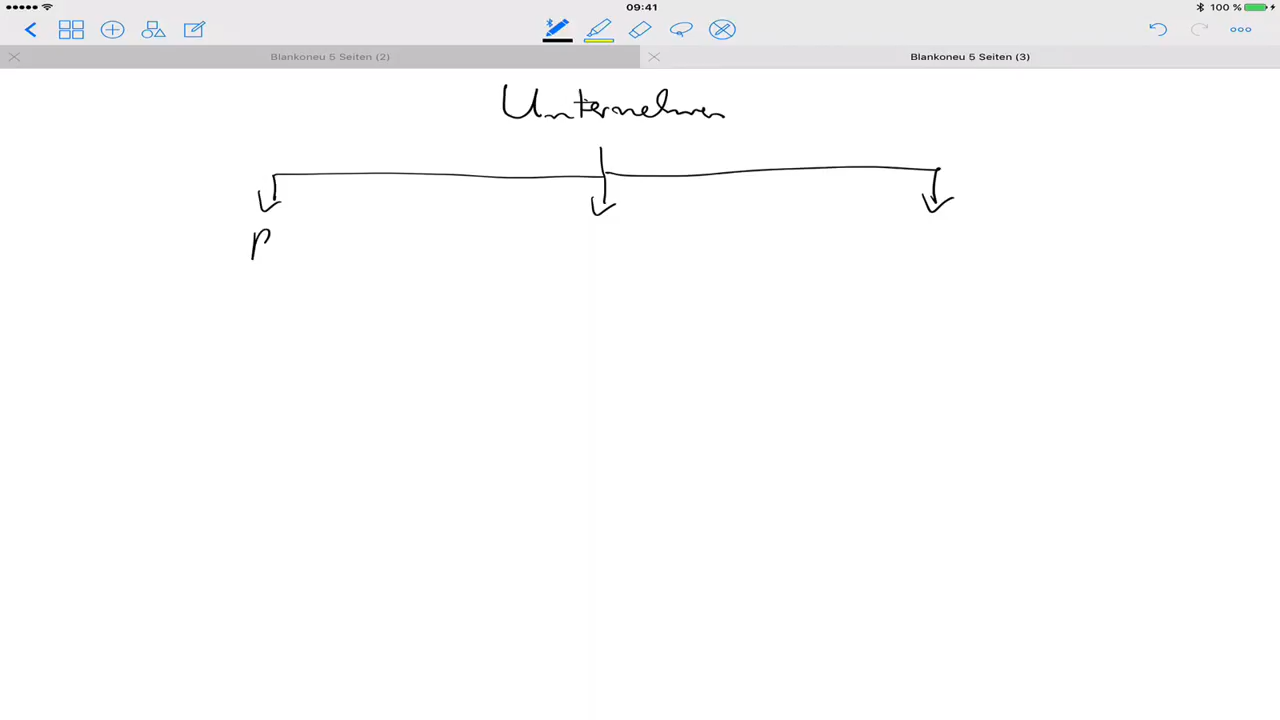 09:41
100 %
Blankoneu 5 Seiten (2)
Blankoneu 5 Seiten (3)
Unternehmen
P